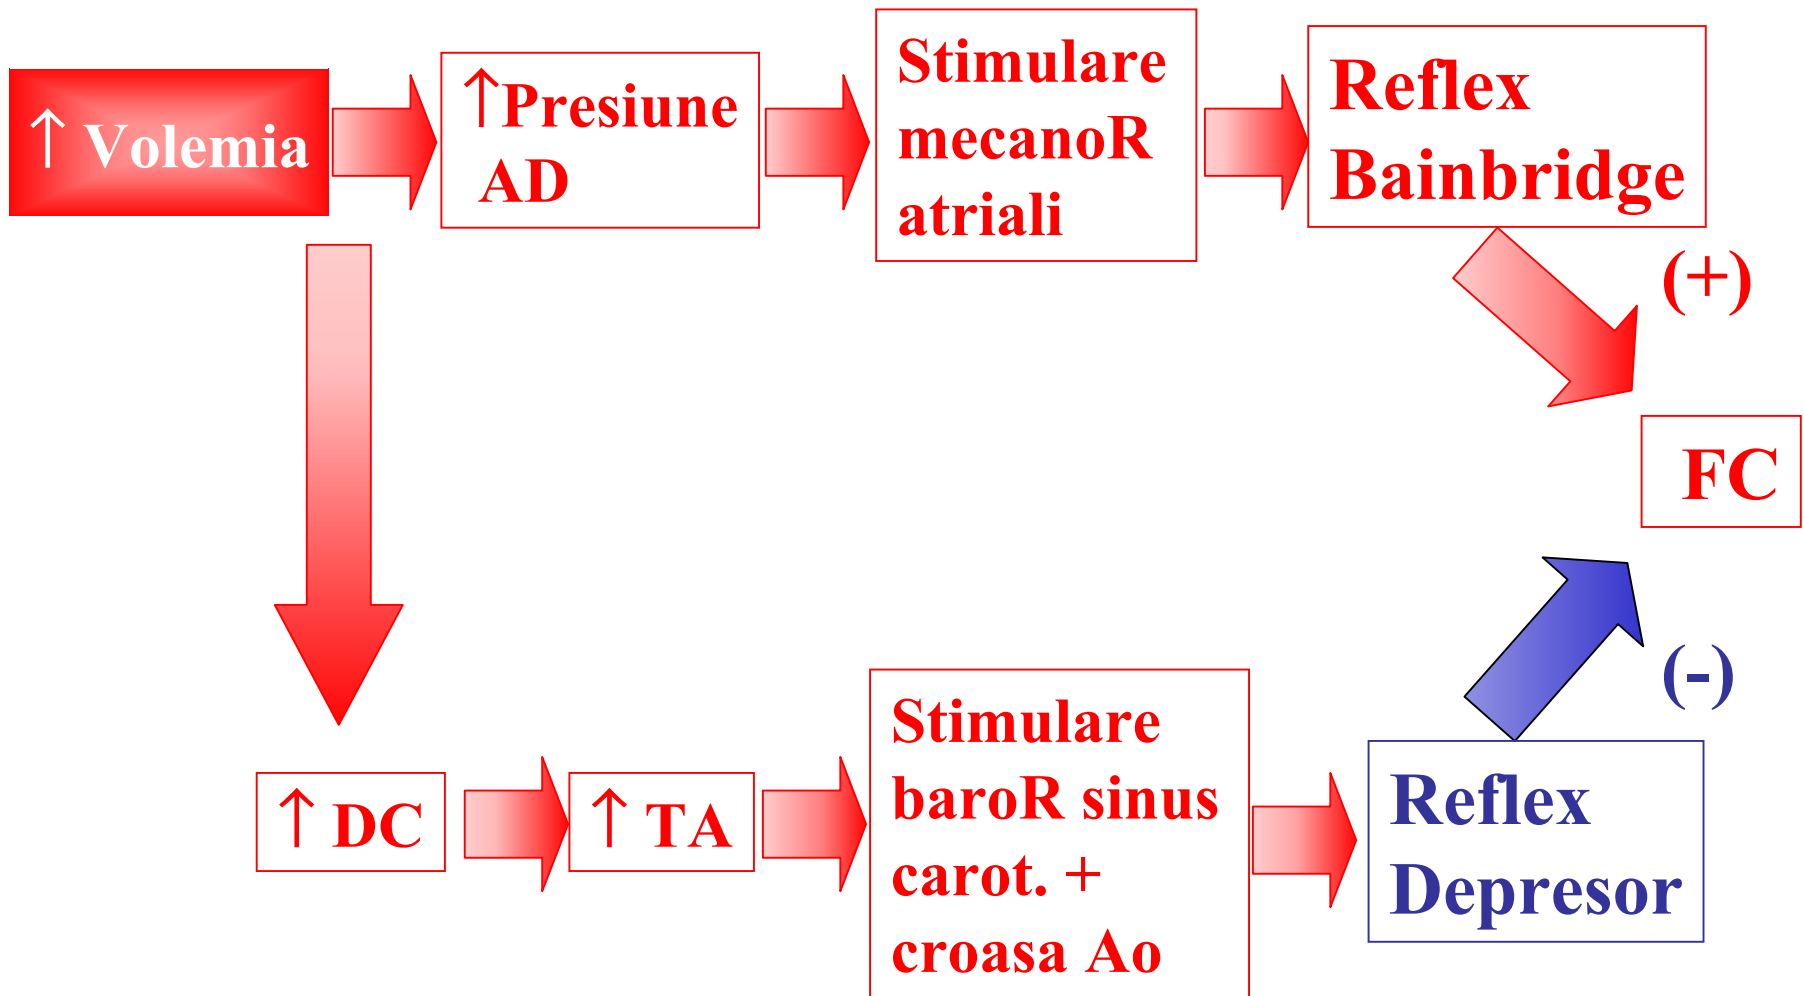 ↑ Volemia
↑Presiune
AD
Stimulare
mecanoR
atriali
Reflex
Bainbridge
(+)
FC
(-)
↑ DC
↑ TA
Stimulare
baroR sinus
carot. +
croasa Ao
Reflex
Depresor